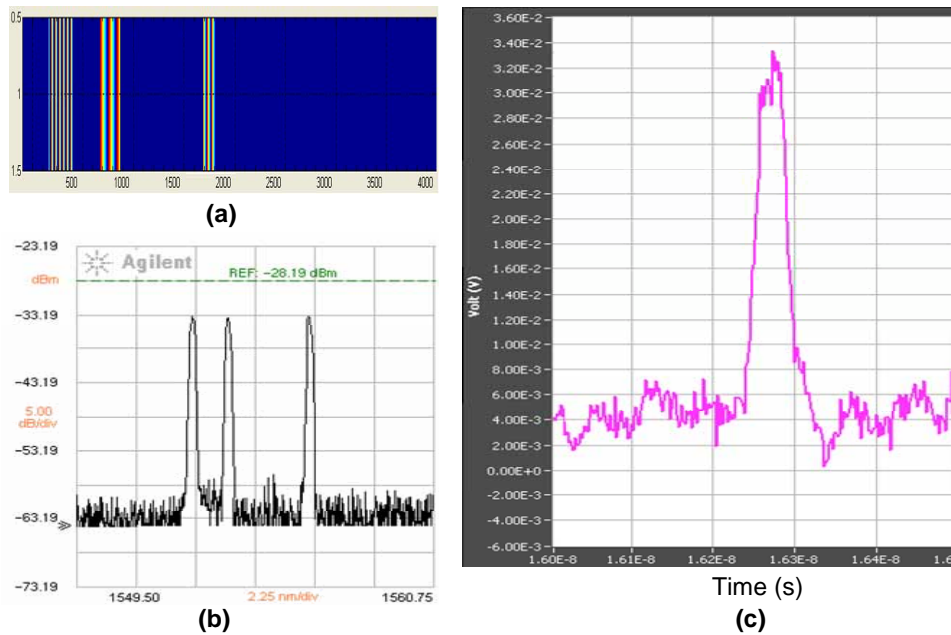 0.5
1
1.5
500
1000
1500
2000
2500
3000
3500
4000
(a)
-23.19
dBm
-33.19
-43.19
5.00
dB/div
-53.19
-63.19
-73.19
Agilent
REF: -28.19 dBm
1549.50
2.25 nm/div
1560.75
(b)
3.60E-2
3.40E-2
3.20E-2
3.00E-2
2.80E-2
2.60E-2
2.40E-2
2.20E-2
2.00E-2
1.80E-2
1.60E-2
1.40E-2
1.20E-2
1.00E-2
8.00E-3
6.00E-3
4.00E-3
2.00E-3
0.00E+0
-2.00E-3
-4.00E-3
-6.00E-3
Volt (V)
1.60E-8
1.61E-8
1.62E-8
1.63E-8
1.64E-8
Time (s)
(c)